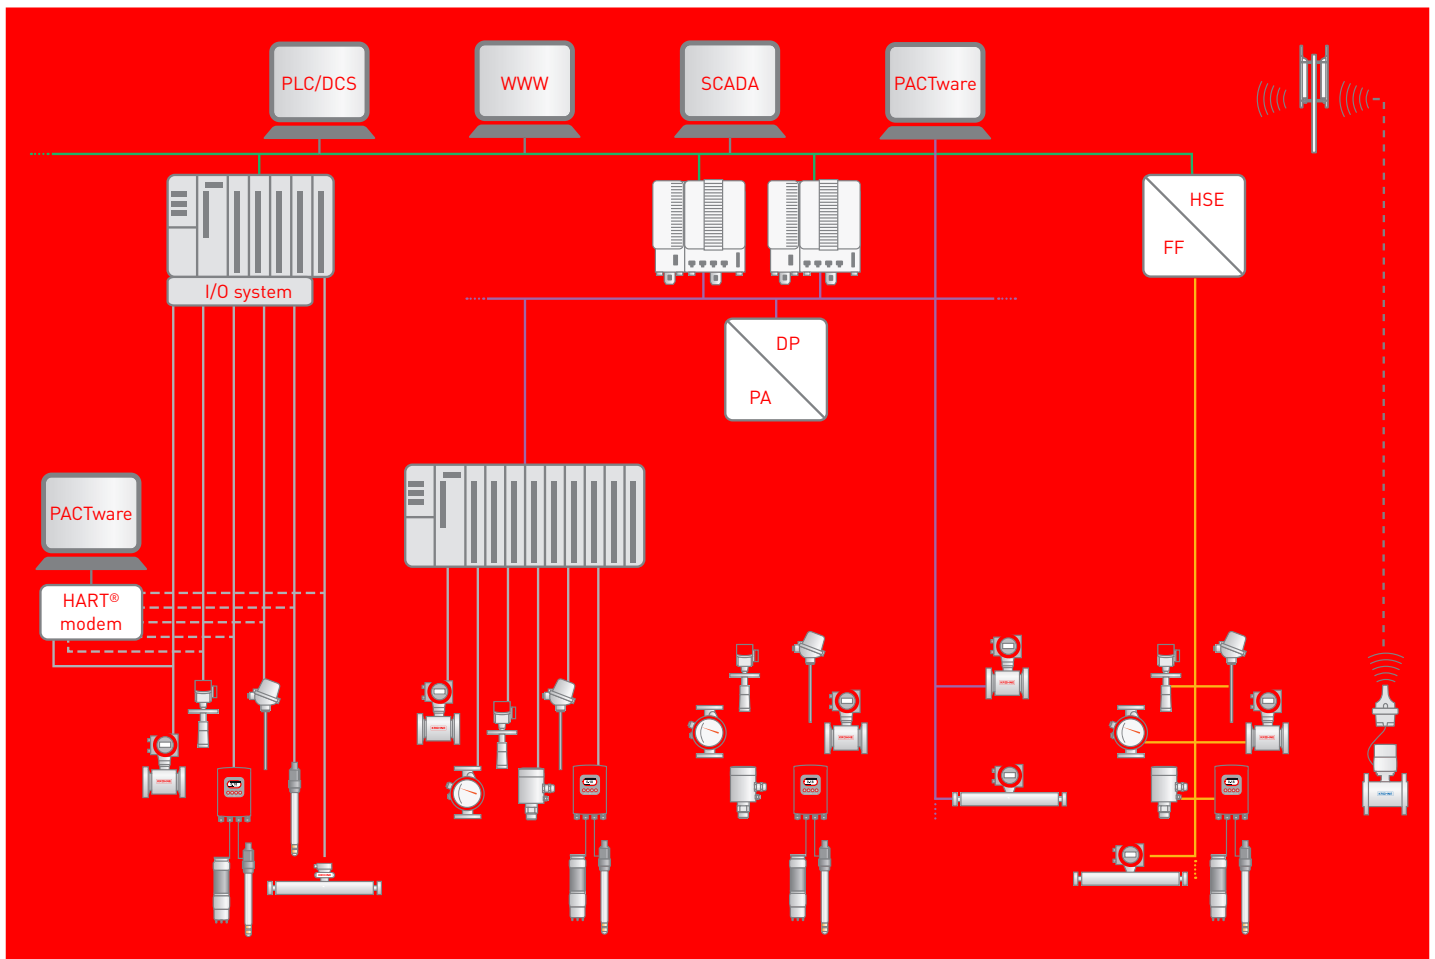 PLC/DCS
WWW
SCADA
PACTware
HSE
FF
I/O system
DP
PA
PACTware
HART®
modem